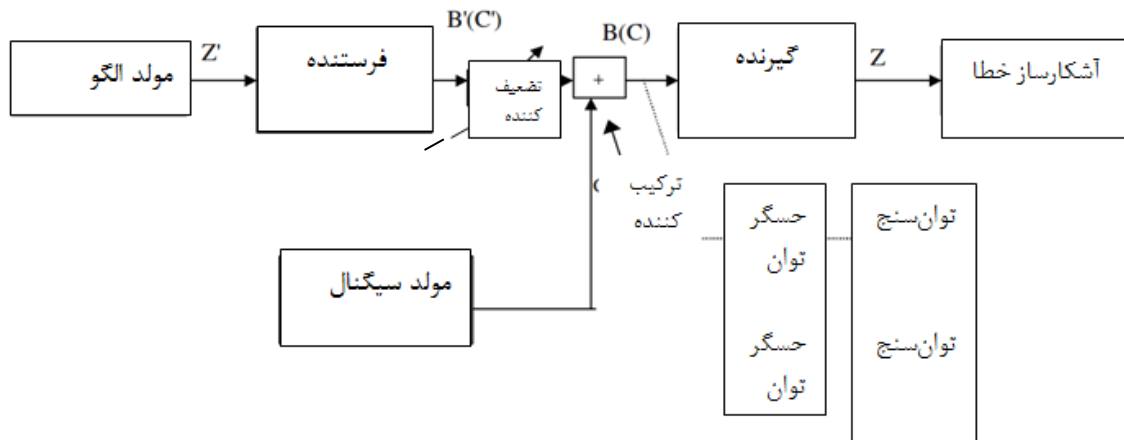 B'(C')
B(C)
Z'
Z
مولد الگو
فرستنده
تضعیف
کننده
+
گیرنده
آشکارساز خطا
ترکیب
کننده
حسگر
توان
توان‌سنج
مولد سیگنال
حسگر
توان
توان‌سنج